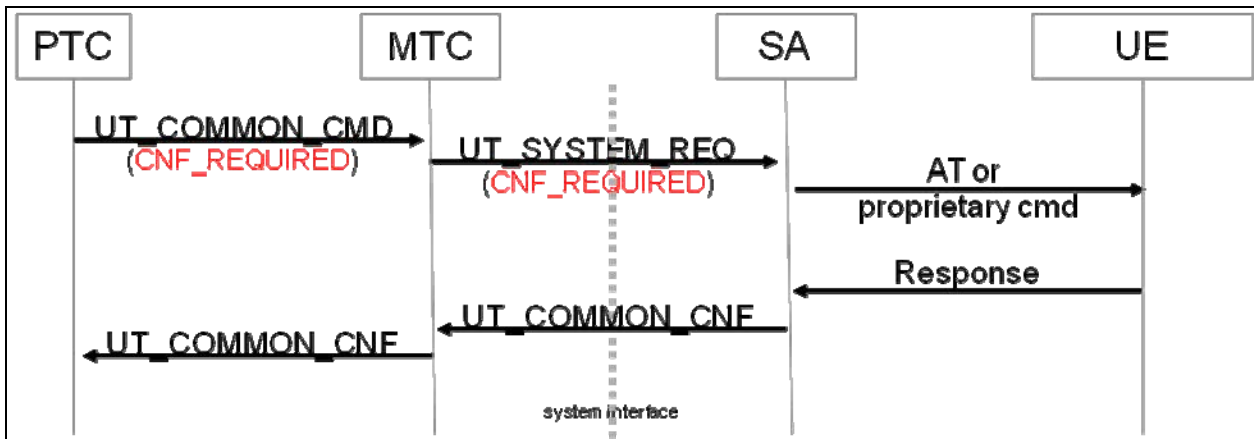 PTC MTC SA UE
UT_COMMON_CMD
(CNF_REQUIRED)
UT_SYSTEM_REQ
(CNF_REQUIRED)
AT or
proprietary cmd
Response
UT_COMMON_CNF
UT_COMMON_CNF
system interface